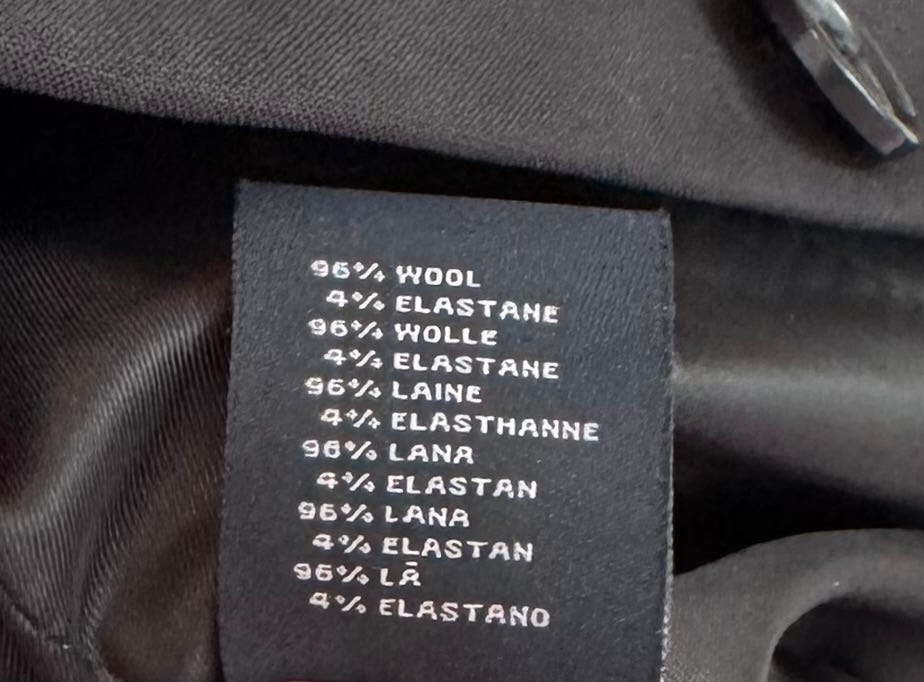 96% WOOL
4% ELASTANE
96% WOLLE
4% ELASTANE
96% LAINE
4% ELASTHANNE
96% LANA
4% ELASTAN
96% LANA
4% ELASTAN
96% LÃ
4% ELASTANO